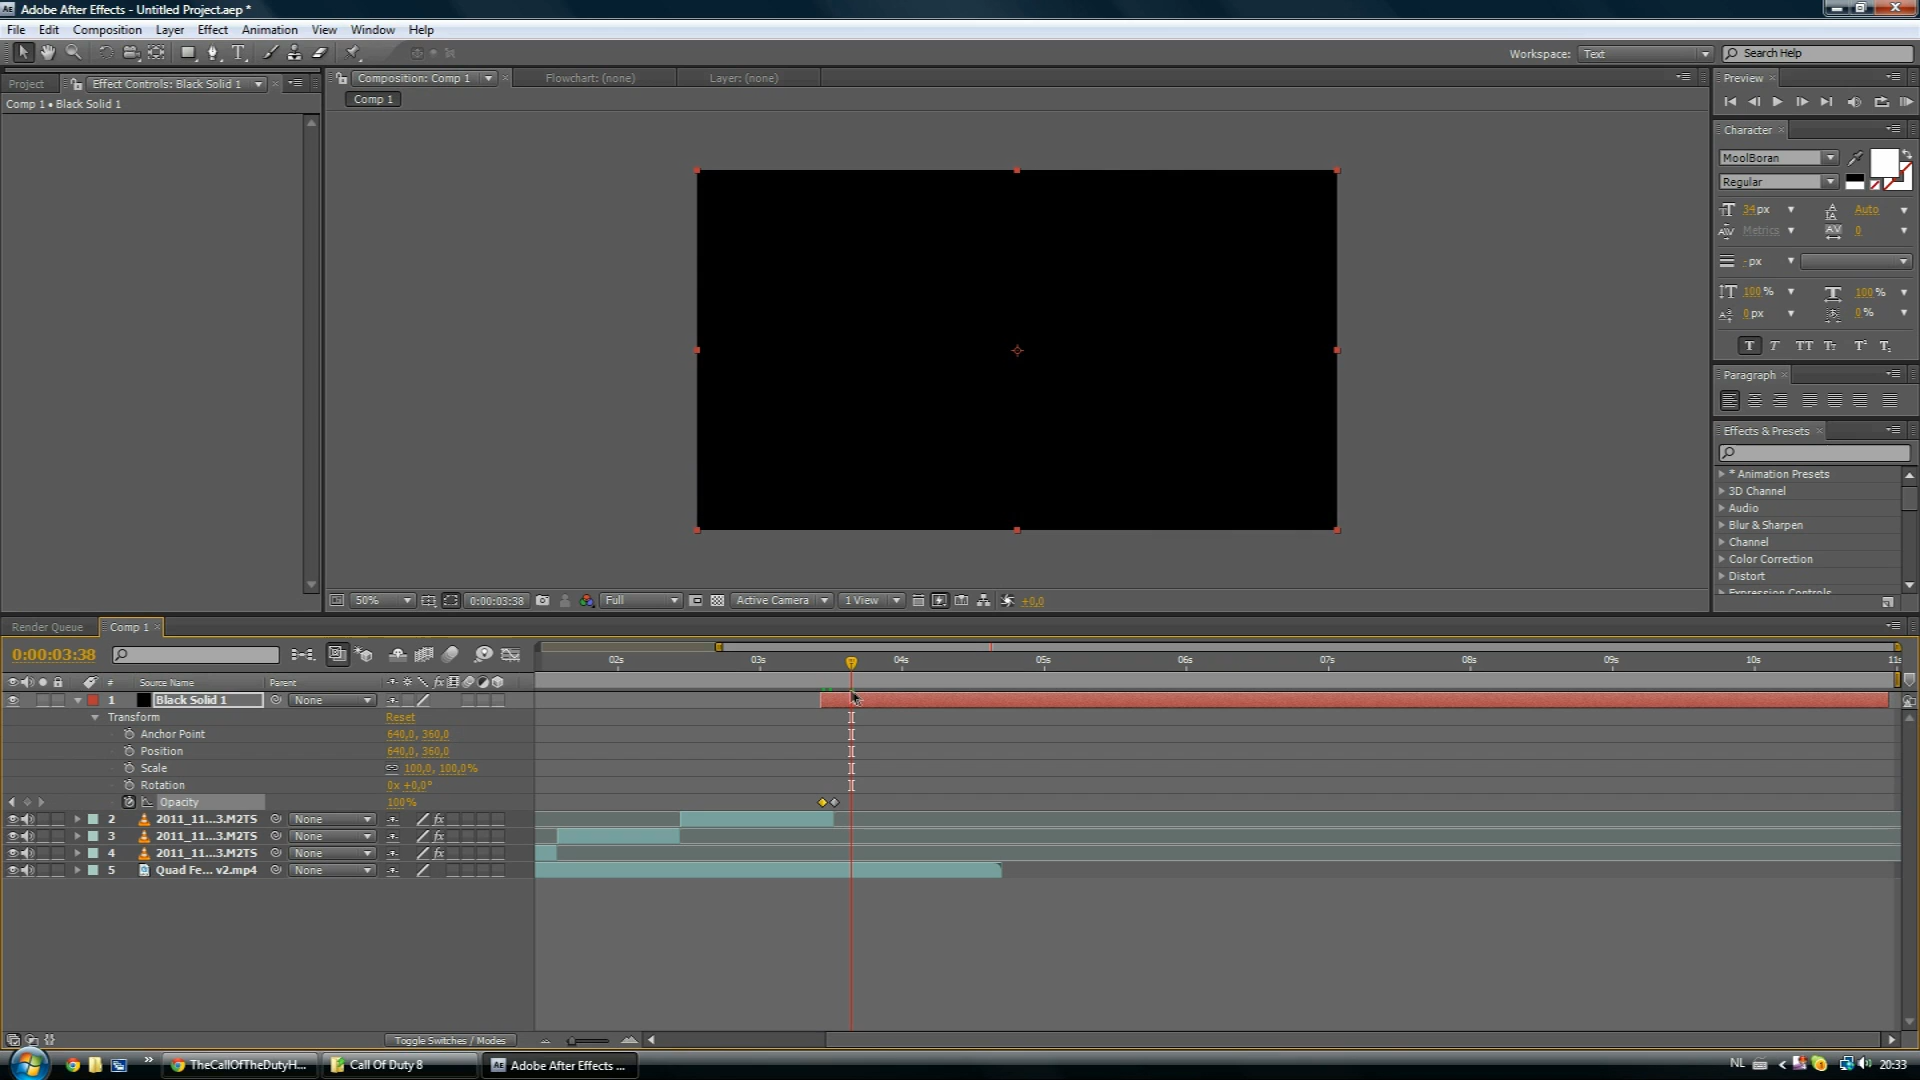 Adobe After Effects - Untitled Project.aep *
File Edit Composition Layer Effect Animation View Window Help
Workspace: Text
Search Help
Project
Effect Controls: Black Solid 1
Comp 1 • Black Solid 1
Composition: Comp 1
Flowchart: (none)
Layer: (none)
Comp 1
Preview
Character
MoolBoran
Regular
34 px
Auto
Metrics
0
- px
100 %
100 %
0 px
0 %
Paragraph
Effects & Presets
* Animation Presets
3D Channel
Audio
Blur & Sharpen
Channel
Color Correction
Distort
Expression Controls
50%
0:00:03:38
Full
Active Camera
1 View
+0,0
Render Queue
Comp 1
0:00:03:38
02s 03s 04s 05s 06s 07s 08s 09s 10s 11s
# Source Name Parent
1 Black Solid 1 None
Transform Reset
Anchor Point 640,0, 360,0
Position 640,0, 360,0
Scale 100,0, 100,0%
Rotation 0x +0,0°
Opacity 100%
2 2011_11...3.M2TS None
3 2011_11...3.M2TS None
4 2011_11...3.M2TS None
5 Quad Fe... v2.mp4 None
Toggle Switches / Modes
TheCallOfTheDutyH...
Call Of Duty 8
Adobe After Effects ...
NL
20:33